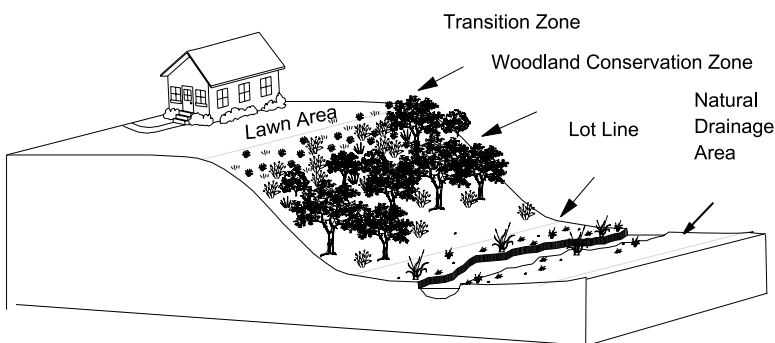 Transition Zone
Woodland Conservation Zone
Lawn Area
Lot Line
Natural
Drainage
Area